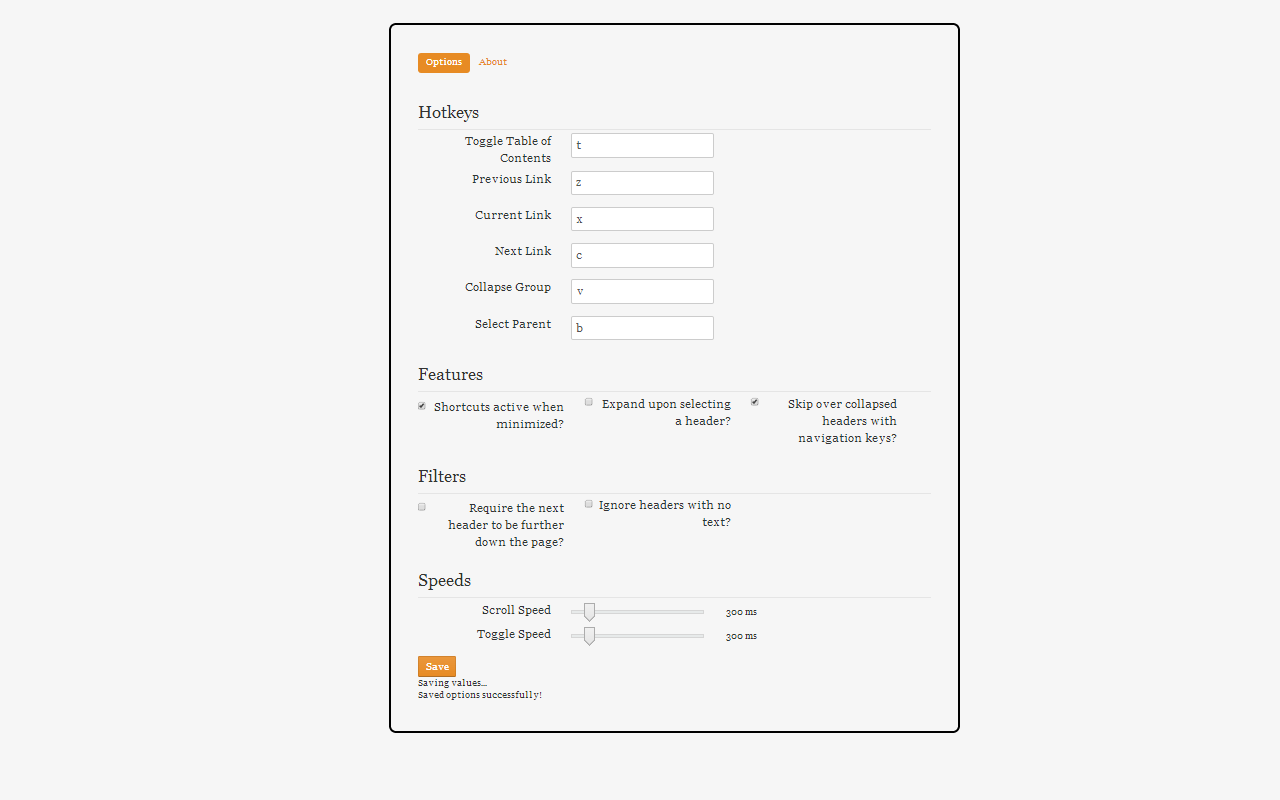 Options About
Hotkeys
Toggle Table of
Contents
t
Previous Link z
Current Link x
Next Link c
Collapse Group v
Select Parent b
Features
Shortcuts active when
minimized?
Expand upon selecting
a header?
Skip over collapsed
headers with
navigation keys?
Filters
Require the next
header to be further
down the page?
Ignore headers with no
text?
Speeds
Scroll Speed 300 ms
Toggle Speed 300 ms
Save
Saving values...
Saved options successfully!